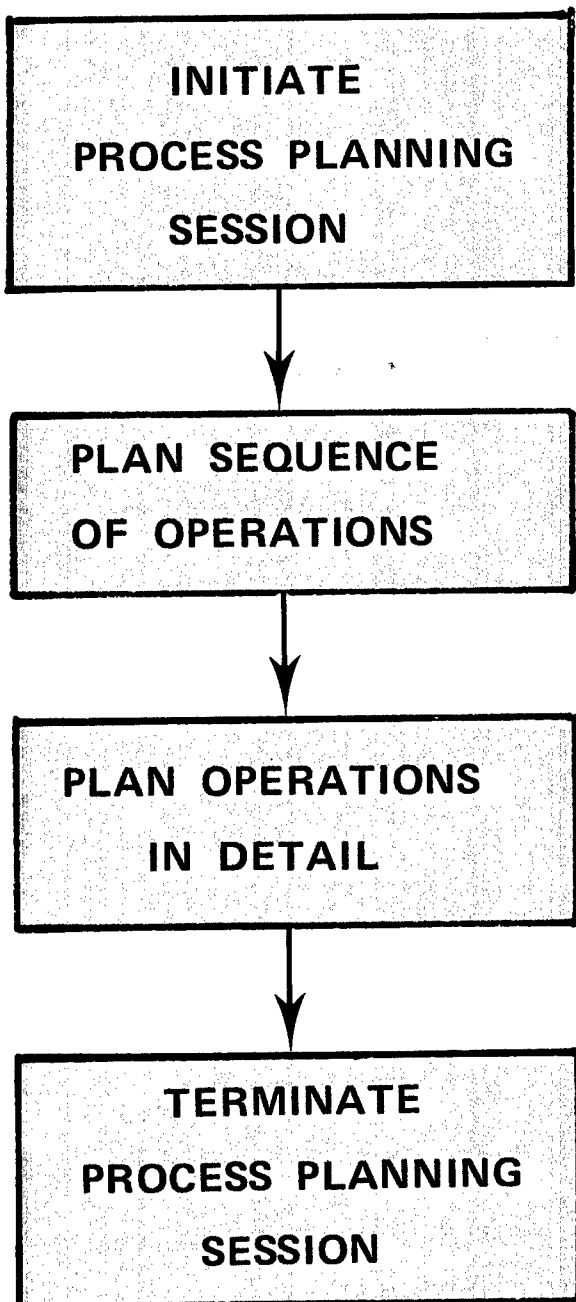 INITIATE
PROCESS PLANNING
SESSION
PLAN SEQUENCE
OF OPERATIONS
PLAN OPERATIONS
IN DETAIL
TERMINATE
PROCESS PLANNING
SESSION